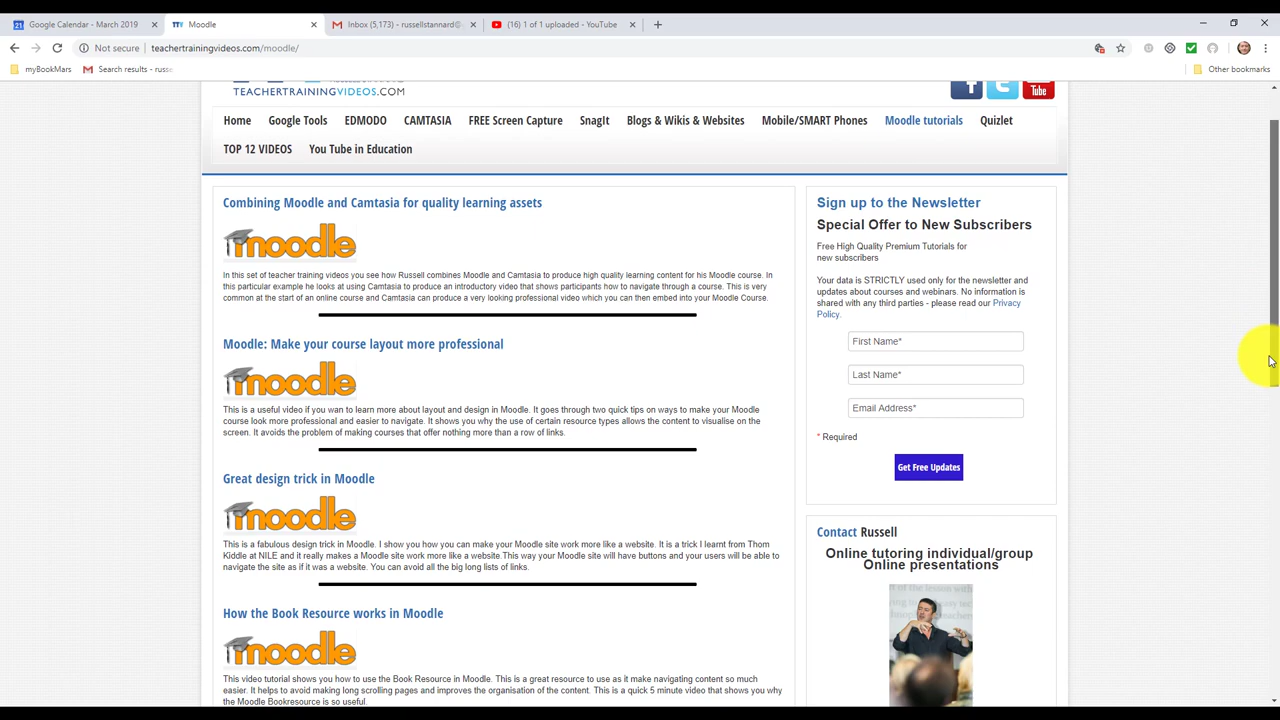 Google Calendar - March 2019
Moodle
Inbox (5,173) - russellstannard@
(16) 1 of 1 uploaded - YouTube
Not secure | teachertrainingvideos.com/moodle/
myBookMars
Search results - russe
Other bookmarks
TEACHERTRAININGVIDEOS.COM
Tube
Home
Google Tools
EDMODO
CAMTASIA
FREE Screen Capture
SnagIt
Blogs & Wikis & Websites
Mobile/SMART Phones
Moodle tutorials
Quizlet
TOP 12 VIDEOS
You Tube in Education
Combining Moodle and Camtasia for quality learning assets
moodle
In this set of teacher training videos you see how Russell combines Moodle and Camtasia to produce high quality learning content for his Moodle course. In
this particular example he looks at using Camtasia to produce an introductory video that shows participants how to navigate through a course. This is very
common at the start of an online course and Camtasia can produce a very looking professional video which you can then embed into your Moodle Course.
Moodle: Make your course layout more professional
moodle
This is a useful video if you wan to learn more about layout and design in Moodle. It goes through two quick tips on ways to make your Moodle
course look more professional and easier to navigate. It shows you why the use of certain resource types allows the content to visualise on the
screen. It avoids the problem of making courses that offer nothing more than a row of links.
Great design trick in Moodle
moodle
This is a fabulous design trick in Moodle. I show you how you can make your Moodle site work more like a website. It is a trick I learnt from Thom
Kiddle at NILE and it really makes a Moodle site work more like a website.This way your Moodle site will have buttons and your users will be able to
navigate the site as if it was a website. You can avoid all the big long lists of links.
How the Book Resource works in Moodle
moodle
This video tutorial shows you how to use the Book Resource in Moodle. This is a great resource to use as it make navigating content so much
easier. It helps to avoid making long scrolling pages and improves the organisation of the content. This is a quick 5 minute video that shows you why
the Moodle Bookresource is so useful.
Sign up to the Newsletter
Special Offer to New Subscribers
Free High Quality Premium Tutorials for
new subscribers
Your data is STRICTLY used only for the newsletter and
updates about courses and webinars. No information is
shared with any third parties - please read our Privacy
Policy.
First Name*
Last Name*
Email Address*
* Required
Get Free Updates
Contact Russell
Online tutoring individual/group
Online presentations